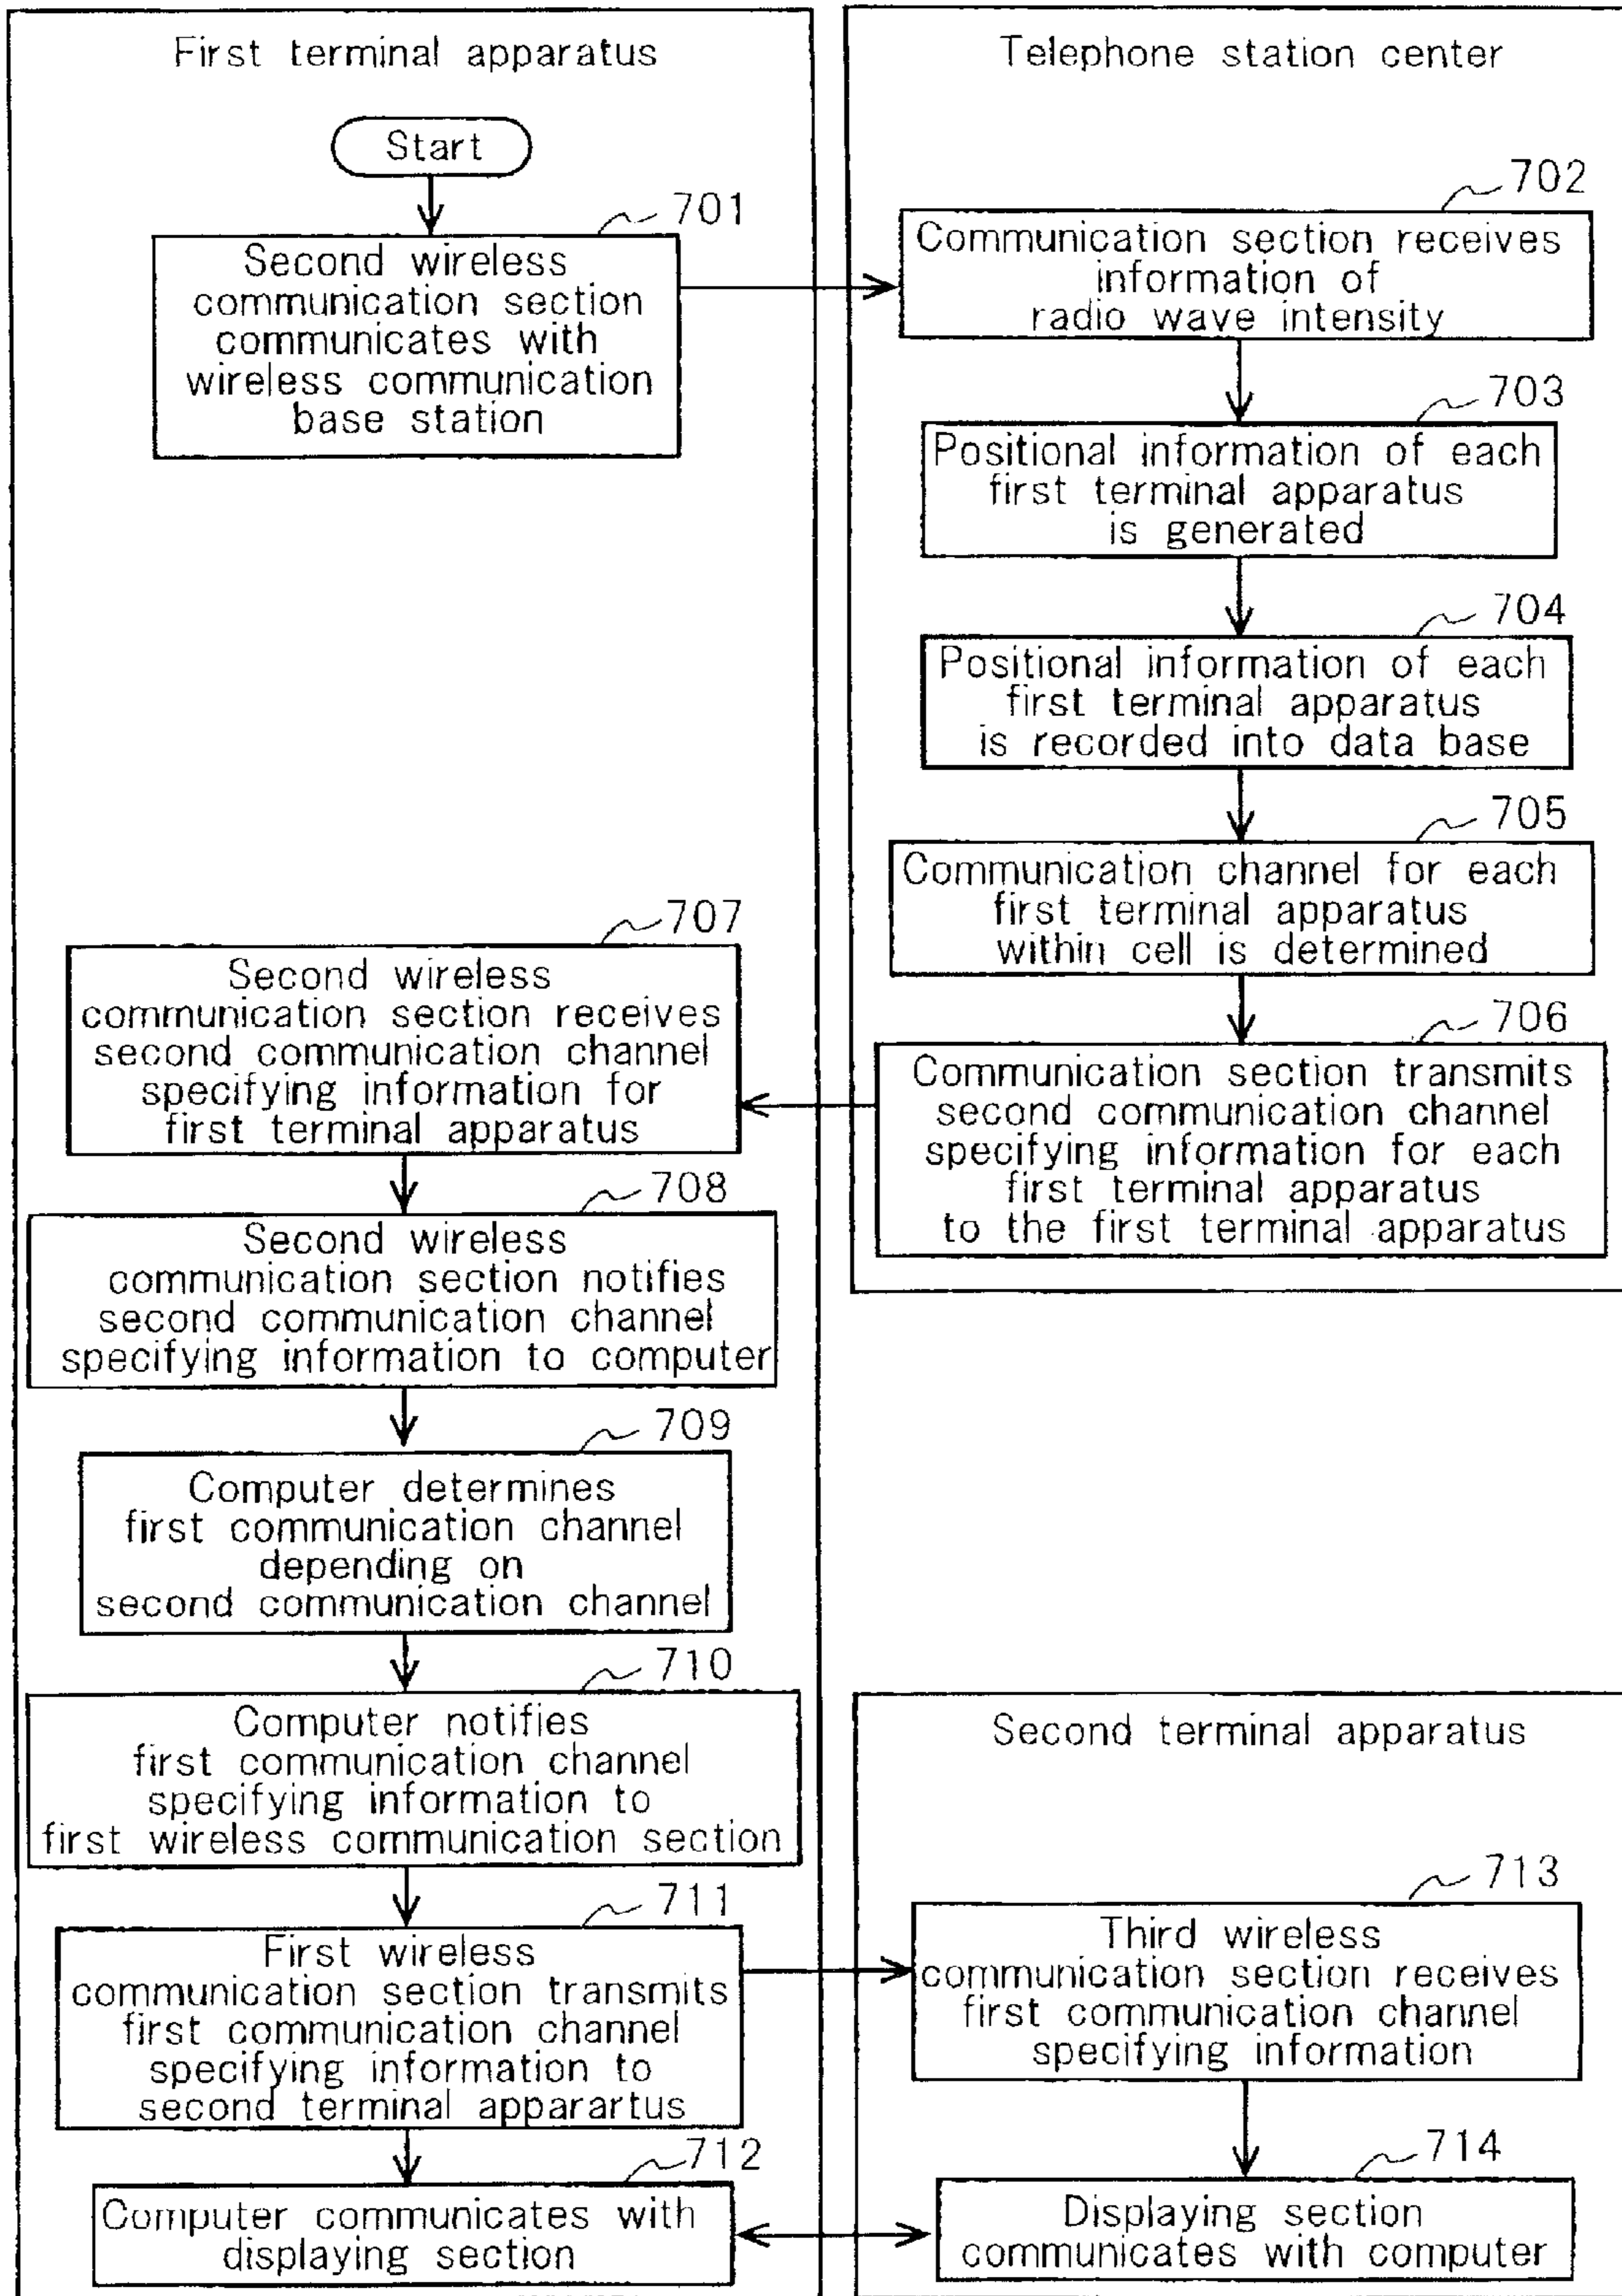 First terminal apparatus
Start
701
Second wireless
communication section
communicates with
wireless communication
base station
Telephone station center
702
Communication section receives
information of
radio wave intensity
703
Positional information of each
first terminal apparatus
is generated
704
Positional information of each
first terminal apparatus
is recorded into data base
705
Communication channel for each
first terminal apparatus
within cell is determined
706
Communication section transmits
second communication channel
specifying information for each
first terminal apparatus
to the first terminal apparatus
707
Second wireless
communication section receives
second communication channel
specifying information for
first terminal apparatus
708
Second wireless
communication section notifies
second communication channel
specifying information to computer
709
Computer determines
first communication channel
depending on
second communication channel
710
Computer notifies
first communication channel
specifying information to
first wireless communication section
711
First wireless
communication section transmits
first communication channel
specifying information to
second terminal apparartus
712
Computer communicates with
displaying section
Second terminal apparatus
713
Third wireless
communication section receives
first communication channel
specifying information
714
Displaying section
communicates with computer